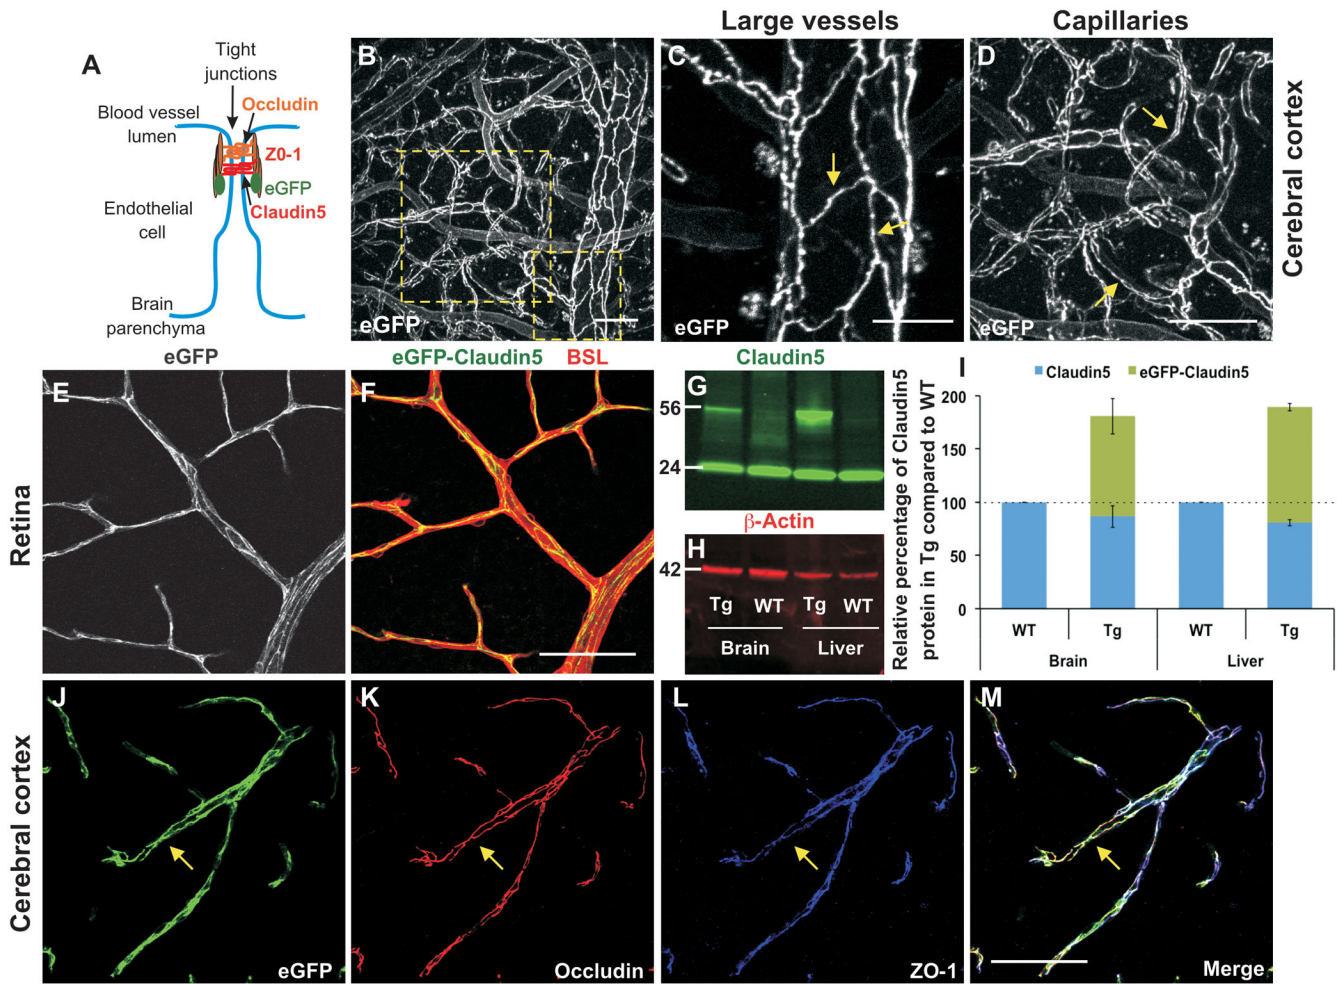 Large vessels
Capillaries
A
Tight
junctions
Occludin
Blood vessel
lumen
Z0-1
eGFP
Claudin5
Endothelial
cell
Brain
parenchyma
B
eGFP
C
eGFP
D
eGFP
Cerebral cortex
eGFP
eGFP-Claudin5 BSL
Claudin5
Retina
E
F
G
56
24
β-Actin
H
42
Tg WT Tg WT
Brain Liver
I
Claudin5 eGFP-Claudin5
Relative percentage of Claudin5
protein in Tg compared to WT
200
150
100
50
0
WT Tg WT Tg
Brain Liver
Cerebral cortex
J
eGFP
K
Occludin
L
ZO-1
M
Merge